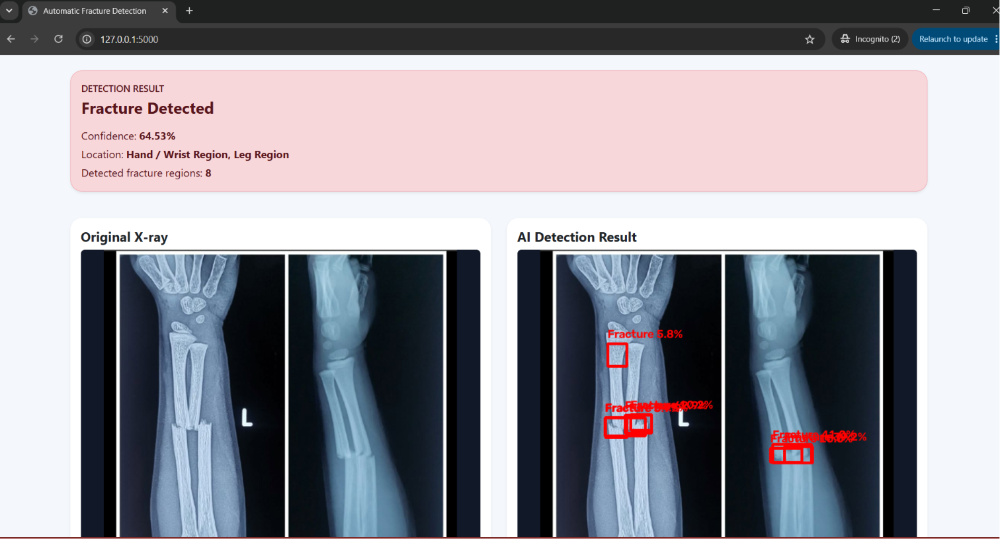 Automatic Fracture Detection
127.0.0.1:5000
Incognito (2)
Relaunch to update
DETECTION RESULT
Fracture Detected
Confidence: 64.53%
Location: Hand / Wrist Region, Leg Region
Detected fracture regions: 8
Original X-ray
AI Detection Result
L
Fracture 5.8%
Fracture
L
Fracture